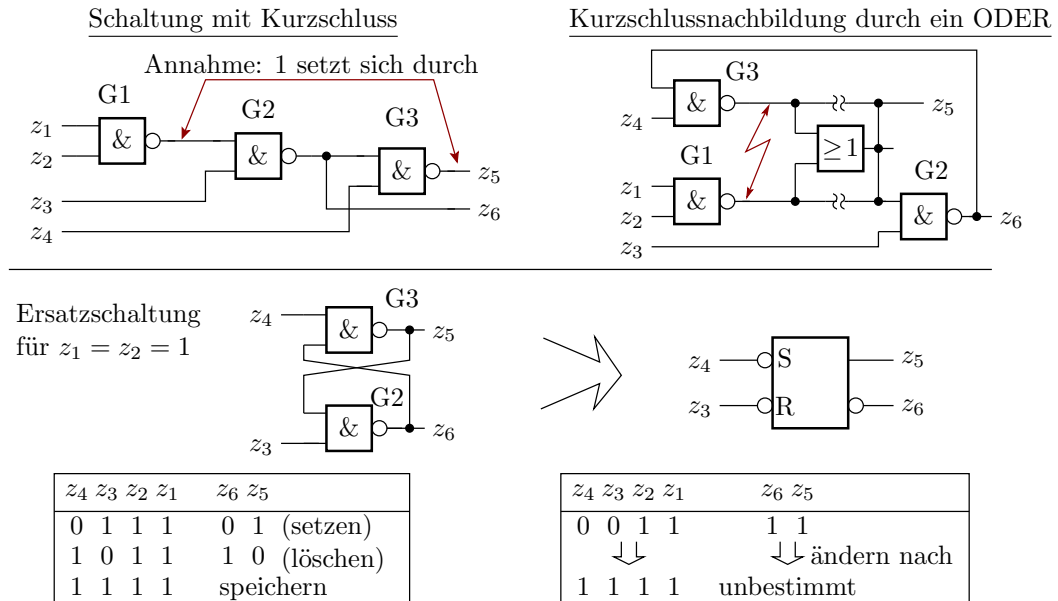 Schaltung mit Kurzschluss
Annahme: 1 setzt sich durch
G1
G2
G3
z₁
z₂
z₃
z₄
&
&
&
z₅
z₆
Kurzschlussnachbildung durch ein ODER
G3
&
z₄
z₅
≥1
G1
z₁
z₂
&
G2
&
z₃
z₆
Ersatzschaltung
für z₁ = z₂ = 1
G3
z₄
&
z₅
G2
&
z₃
z₆
z₄ S z₅
z₃ R z₆
z₄ z₃ z₂ z₁ z₆ z₅
0 1 1 1 0 1 (setzen)
1 0 1 1 1 0 (löschen)
1 1 1 1 speichern
z₄ z₃ z₂ z₁ z₆ z₅
0 0 1 1 1 1
ändern nach
1 1 1 1 unbestimmt